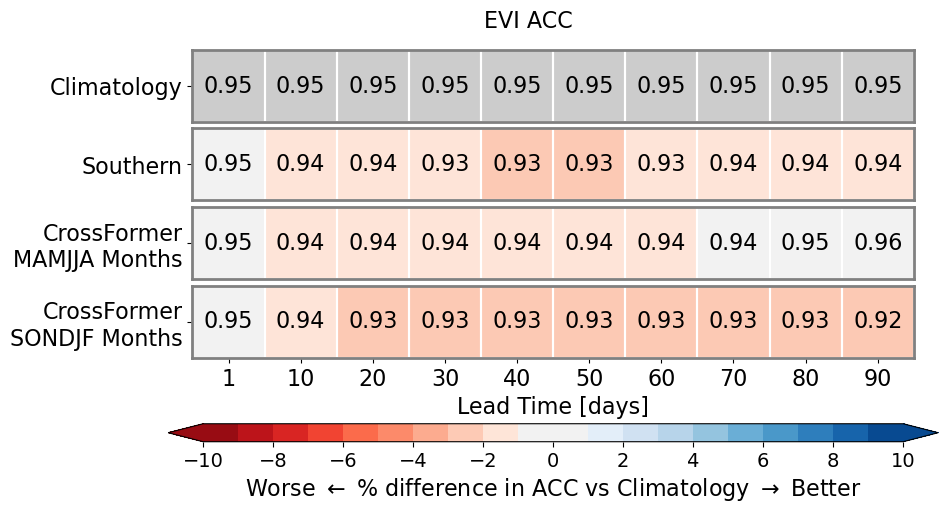 EVI ACC
Climatology 0.95 0.95 0.95 0.95 0.95 0.95 0.95 0.95 0.95 0.95
Southern 0.95 0.94 0.94 0.93 0.93 0.93 0.93 0.94 0.94 0.94
CrossFormer
MAMJJA Months 0.95 0.94 0.94 0.94 0.94 0.94 0.94 0.94 0.95 0.96
CrossFormer
SONDJF Months 0.95 0.94 0.93 0.93 0.93 0.93 0.93 0.93 0.93 0.92
1 10 20 30 40 50 60 70 80 90
Lead Time [days]
−10 −8 −6 −4 −2 0 2 4 6 8 10
Worse ← % difference in ACC vs Climatology → Better